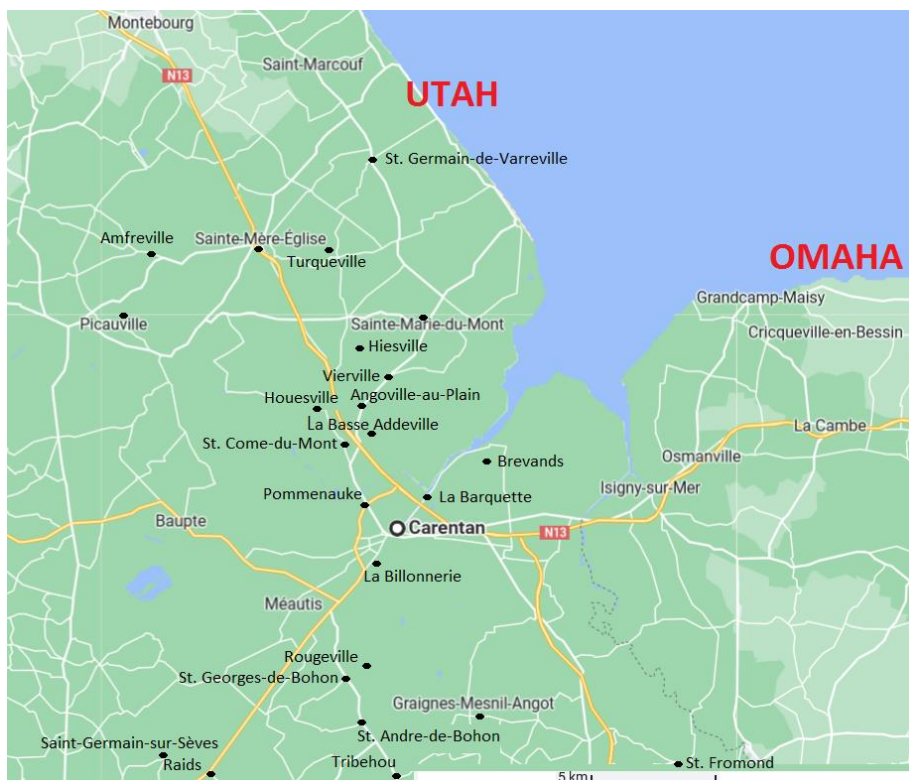 Montebourg
Saint-Marcouf
N13
UTAH
St. Germain-de-Varreville
Amfreville
Sainte-Mère-Église
Turqueville
OMAHA
Grandcamp-Maisy
Picauville
Sainte-Marie-du-Mont
Cricqueville-en-Bessin
Hiesville
Vierville
Houesville
Angoville-au-Plain
La Basse Addeville
La Cambe
St. Come-du-Mont
Brevands
Osmanville
Isigny-sur-Mer
Pommenauke
La Barquette
Baupte
Carentan
N13
La Billonnerie
Méautis
Rougeville
St. Georges-de-Bohon
Graignes-Mesnil-Angot
St. Andre-de-Bohon
Saint-Germain-sur-Sèves
Raids
Tribehou
St. Fromond
5 km